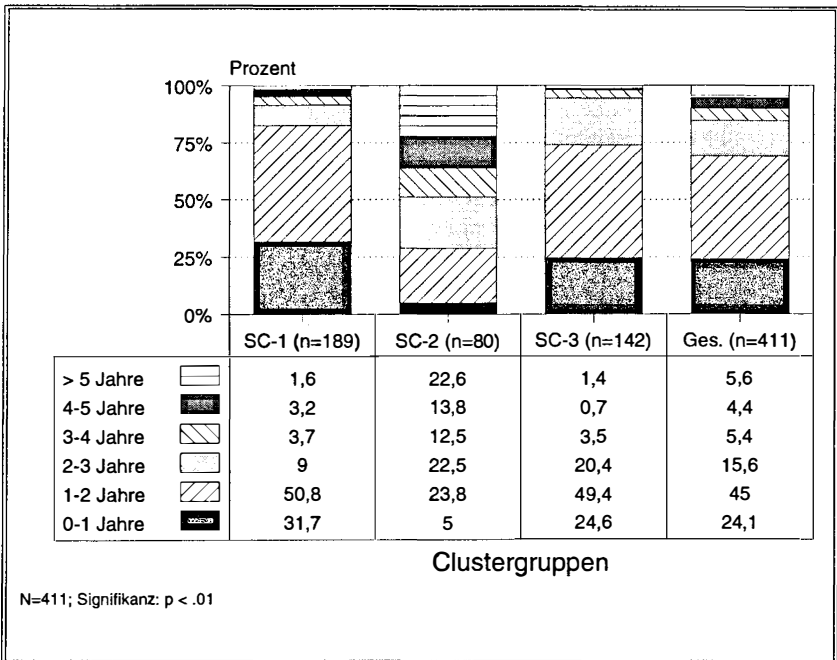 Prozent
100%
75%
50%
25%
0%
SC-1 (n=189) SC-2 (n=80) SC-3 (n=142) Ges. (n=411)
> 5 Jahre 1,6 22,6 1,4 5,6
4-5 Jahre 3,2 13,8 0,7 4,4
3-4 Jahre 3,7 12,5 3,5 5,4
2-3 Jahre 9 22,5 20,4 15,6
1-2 Jahre 50,8 23,8 49,4 45
0-1 Jahre 31,7 5 24,6 24,1
Clustergruppen
N=411; Signifikanz: p < .01